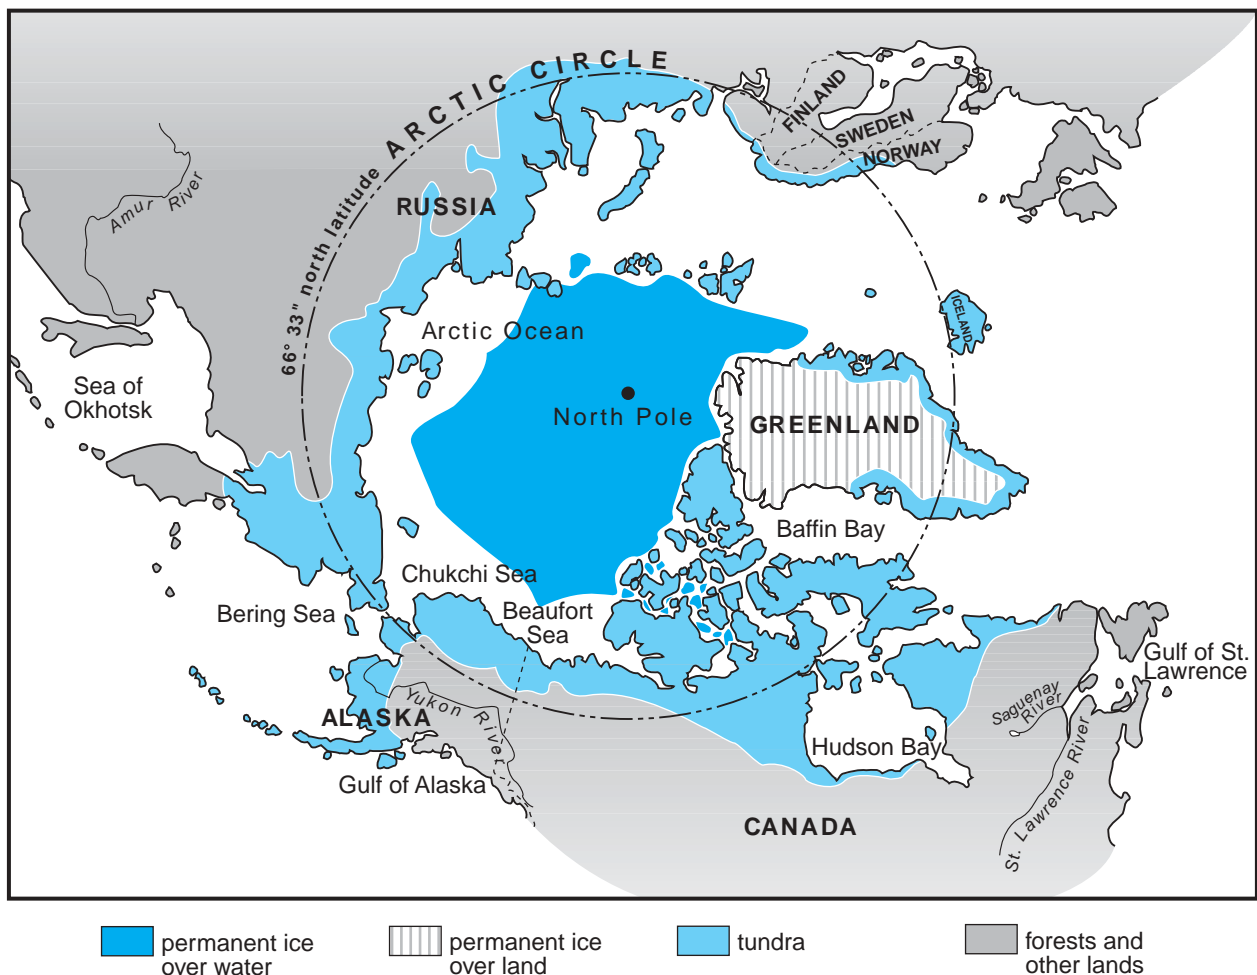 ARCTIC CIRCLE
66° 33" north latitude
FINLAND
SWEDEN
NORWAY
Amur River
RUSSIA
ICELAND
Arctic Ocean
Sea of
Okhotsk
North Pole
GREENLAND
Baffin Bay
Chukchi Sea
Bering Sea
Beaufort
Sea
Gulf of St.
Lawrence
Saguenay
River
Yukon River
ALASKA
Hudson Bay
Gulf of Alaska
St. Lawrence River
CANADA
permanent ice
over water
permanent ice
over land
tundra
forests and
other lands